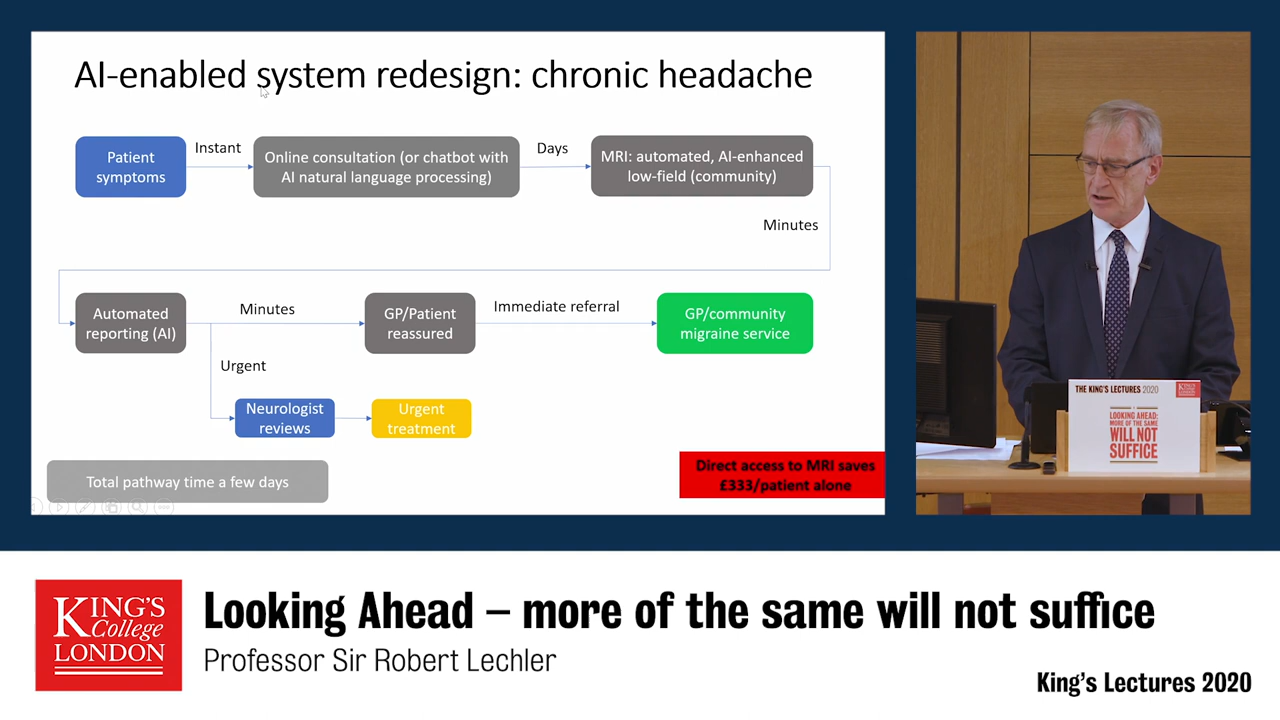 AI-enabled system redesign: chronic headache
Patient
symptoms
Instant
Online consultation (or chatbot with
AI natural language processing)
Days
MRI: automated, AI-enhanced
low-field (community)
Minutes
Automated
reporting (AI)
Minutes
GP/Patient
reassured
Immediate referral
GP/community
migraine service
Urgent
Neurologist
reviews
Urgent
treatment
Total pathway time a few days
Direct access to MRI saves
£333/patient alone
THE KING'S LECTURES 2020
KING'S
College
LONDON
LOOKING AHEAD:
MORE OF THE SAME
WILL NOT
SUFFICE
KING'S
College
LONDON
Looking Ahead – more of the same will not suffice
Professor Sir Robert Lechler
King's Lectures 2020